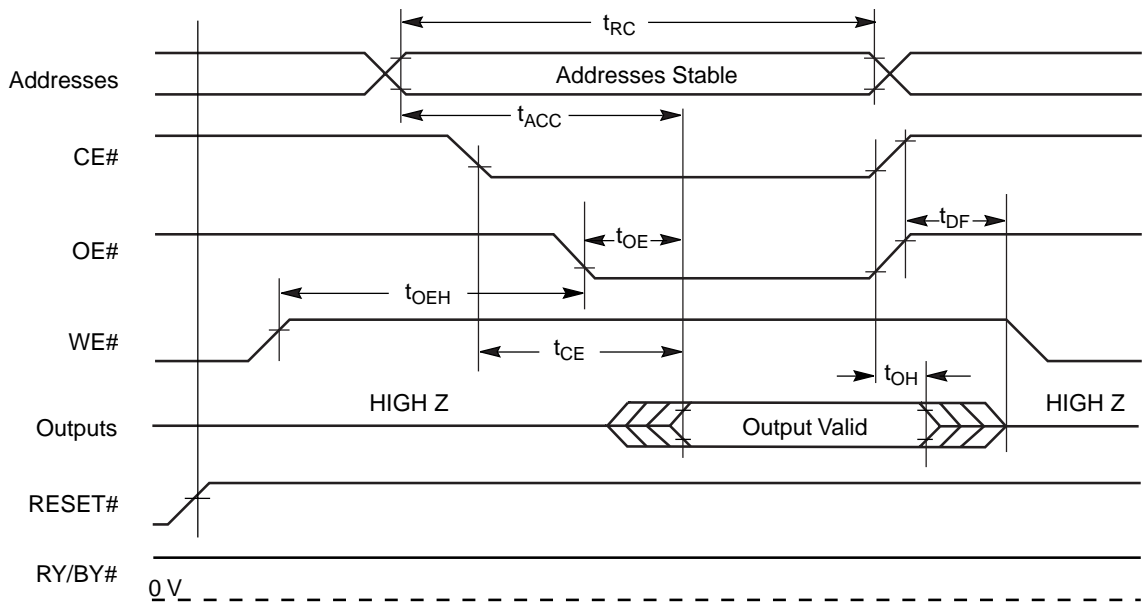 tRC
Addresses
Addresses Stable
tACC
CE#
tDF
OE#
tOE
tOEH
WE#
tCE
tOH
HIGH Z
HIGH Z
Outputs
Output Valid
RESET#
RY/BY#
0 V